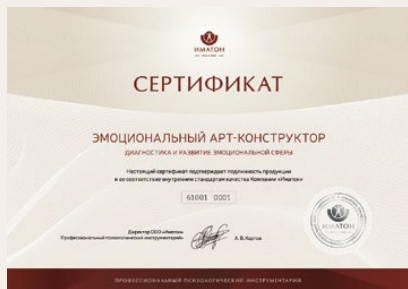 ИМАТОН
СЕРТИФИКАТ
ЭМОЦИОНАЛЬНЫЙ АРТ-КОНСТРУКТОР
ДИАГНОСТИКА И РАЗВИТИЕ ЭМОЦИОНАЛЬНОЙ СФЕРЫ
Настоящий сертификат подтверждает подлинность продукции
и ее соответствие внутренним стандартам качества Компании «Иматон»
61001 0001
Директор ООО «Иматон-
Профессиональный психологический инструментарий»
А. В.
ИМАТОН
ПРОФЕССИОНАЛЬНЫЙ ПСИХОЛОГИЧЕСКИЙ ИНСТРУМЕНТАРИЙ